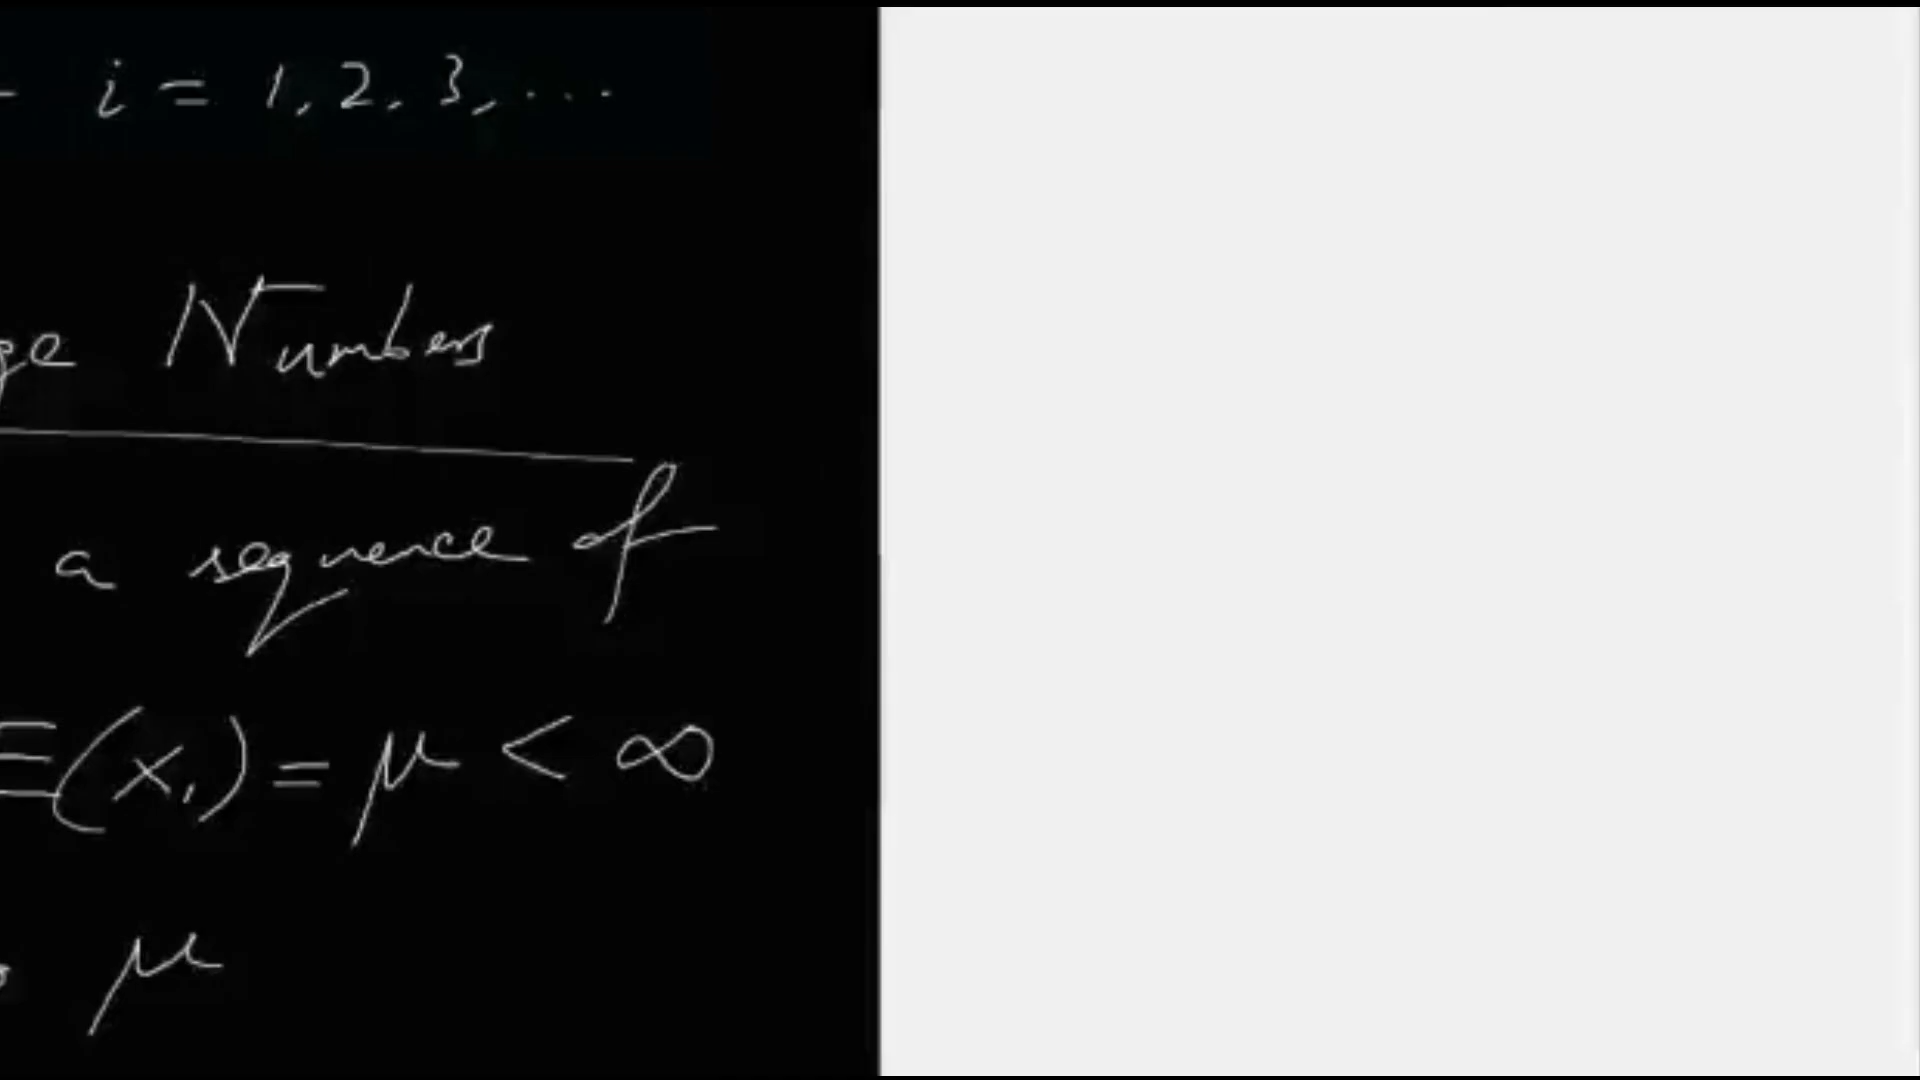 i = 1, 2, 3, ...
ge Numbers
a sequence of
E(x₁) = μ < ∞
μ